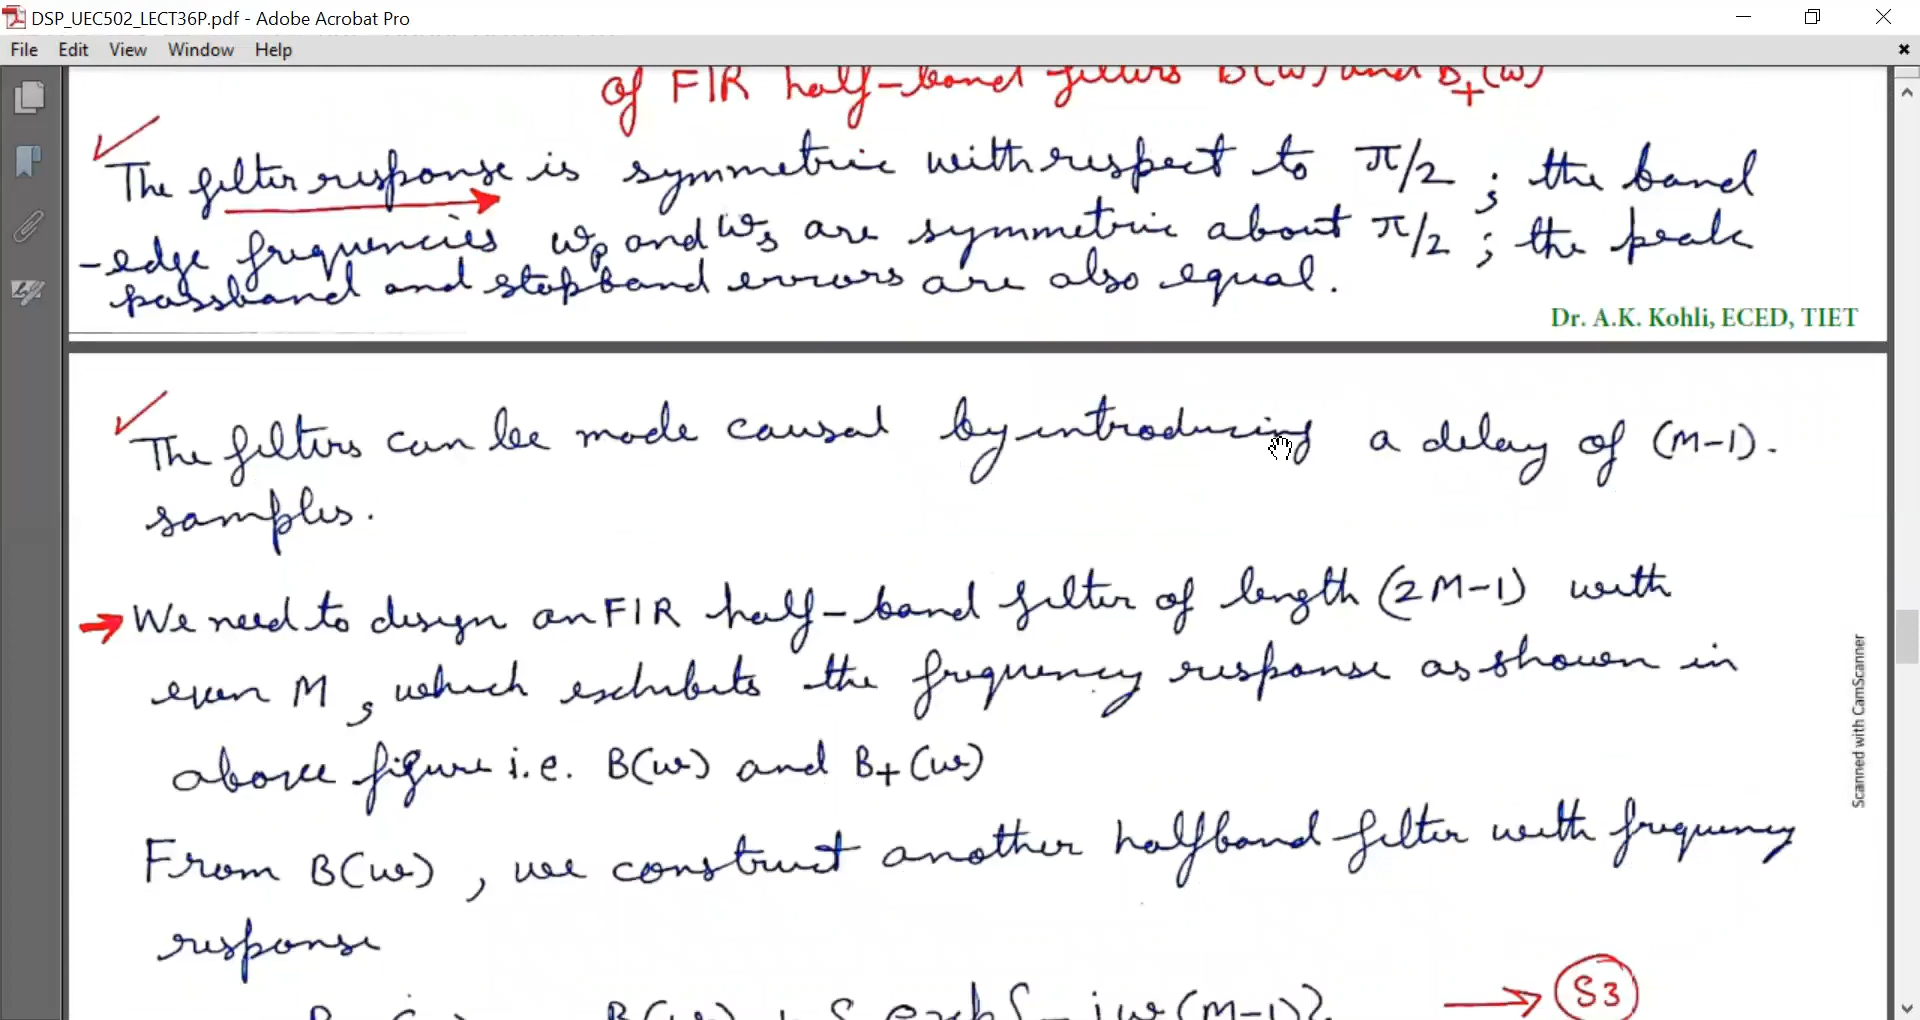 DSP_UEC502_LECT36P.pdf - Adobe Acrobat Pro
File Edit View Window Help
of FIR half-band filters B(w) and B+(w)
The filter response is symmetric with respect to π/2 ; the band
-edge frequencies wp and ws are symmetric about π/2 ; the peak
passband and stopband errors are also equal.
Dr. A.K. Kohli, ECED, TIET
The filters can be made causal by introducing a delay of (M-1).
samples.
We need to design an FIR half-band filter of length (2M-1) with
even M, which exhibits the frequency response as shown in
above figure i.e. B(w) and B+(w)
From B(w), we construct another halfband filter with frequency
response
S3
Scanned with CamScanner